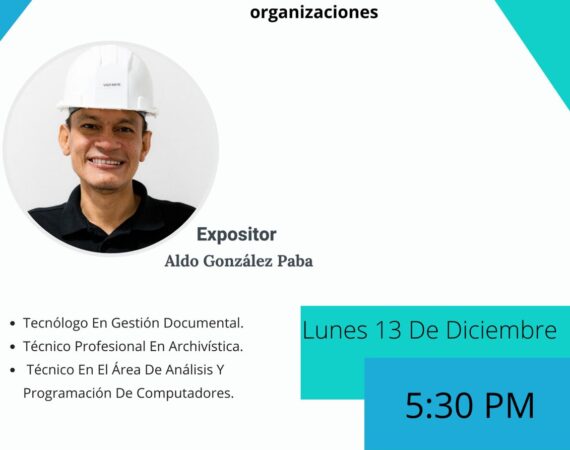 organizaciones
Expositor
Aldo González Paba
Tecnólogo En Gestión Documental.
Técnico Profesional En Archivística.
Técnico En El Área De Análisis Y
Programación De Computadores.
Lunes 13 De Diciembre
5:30 PM